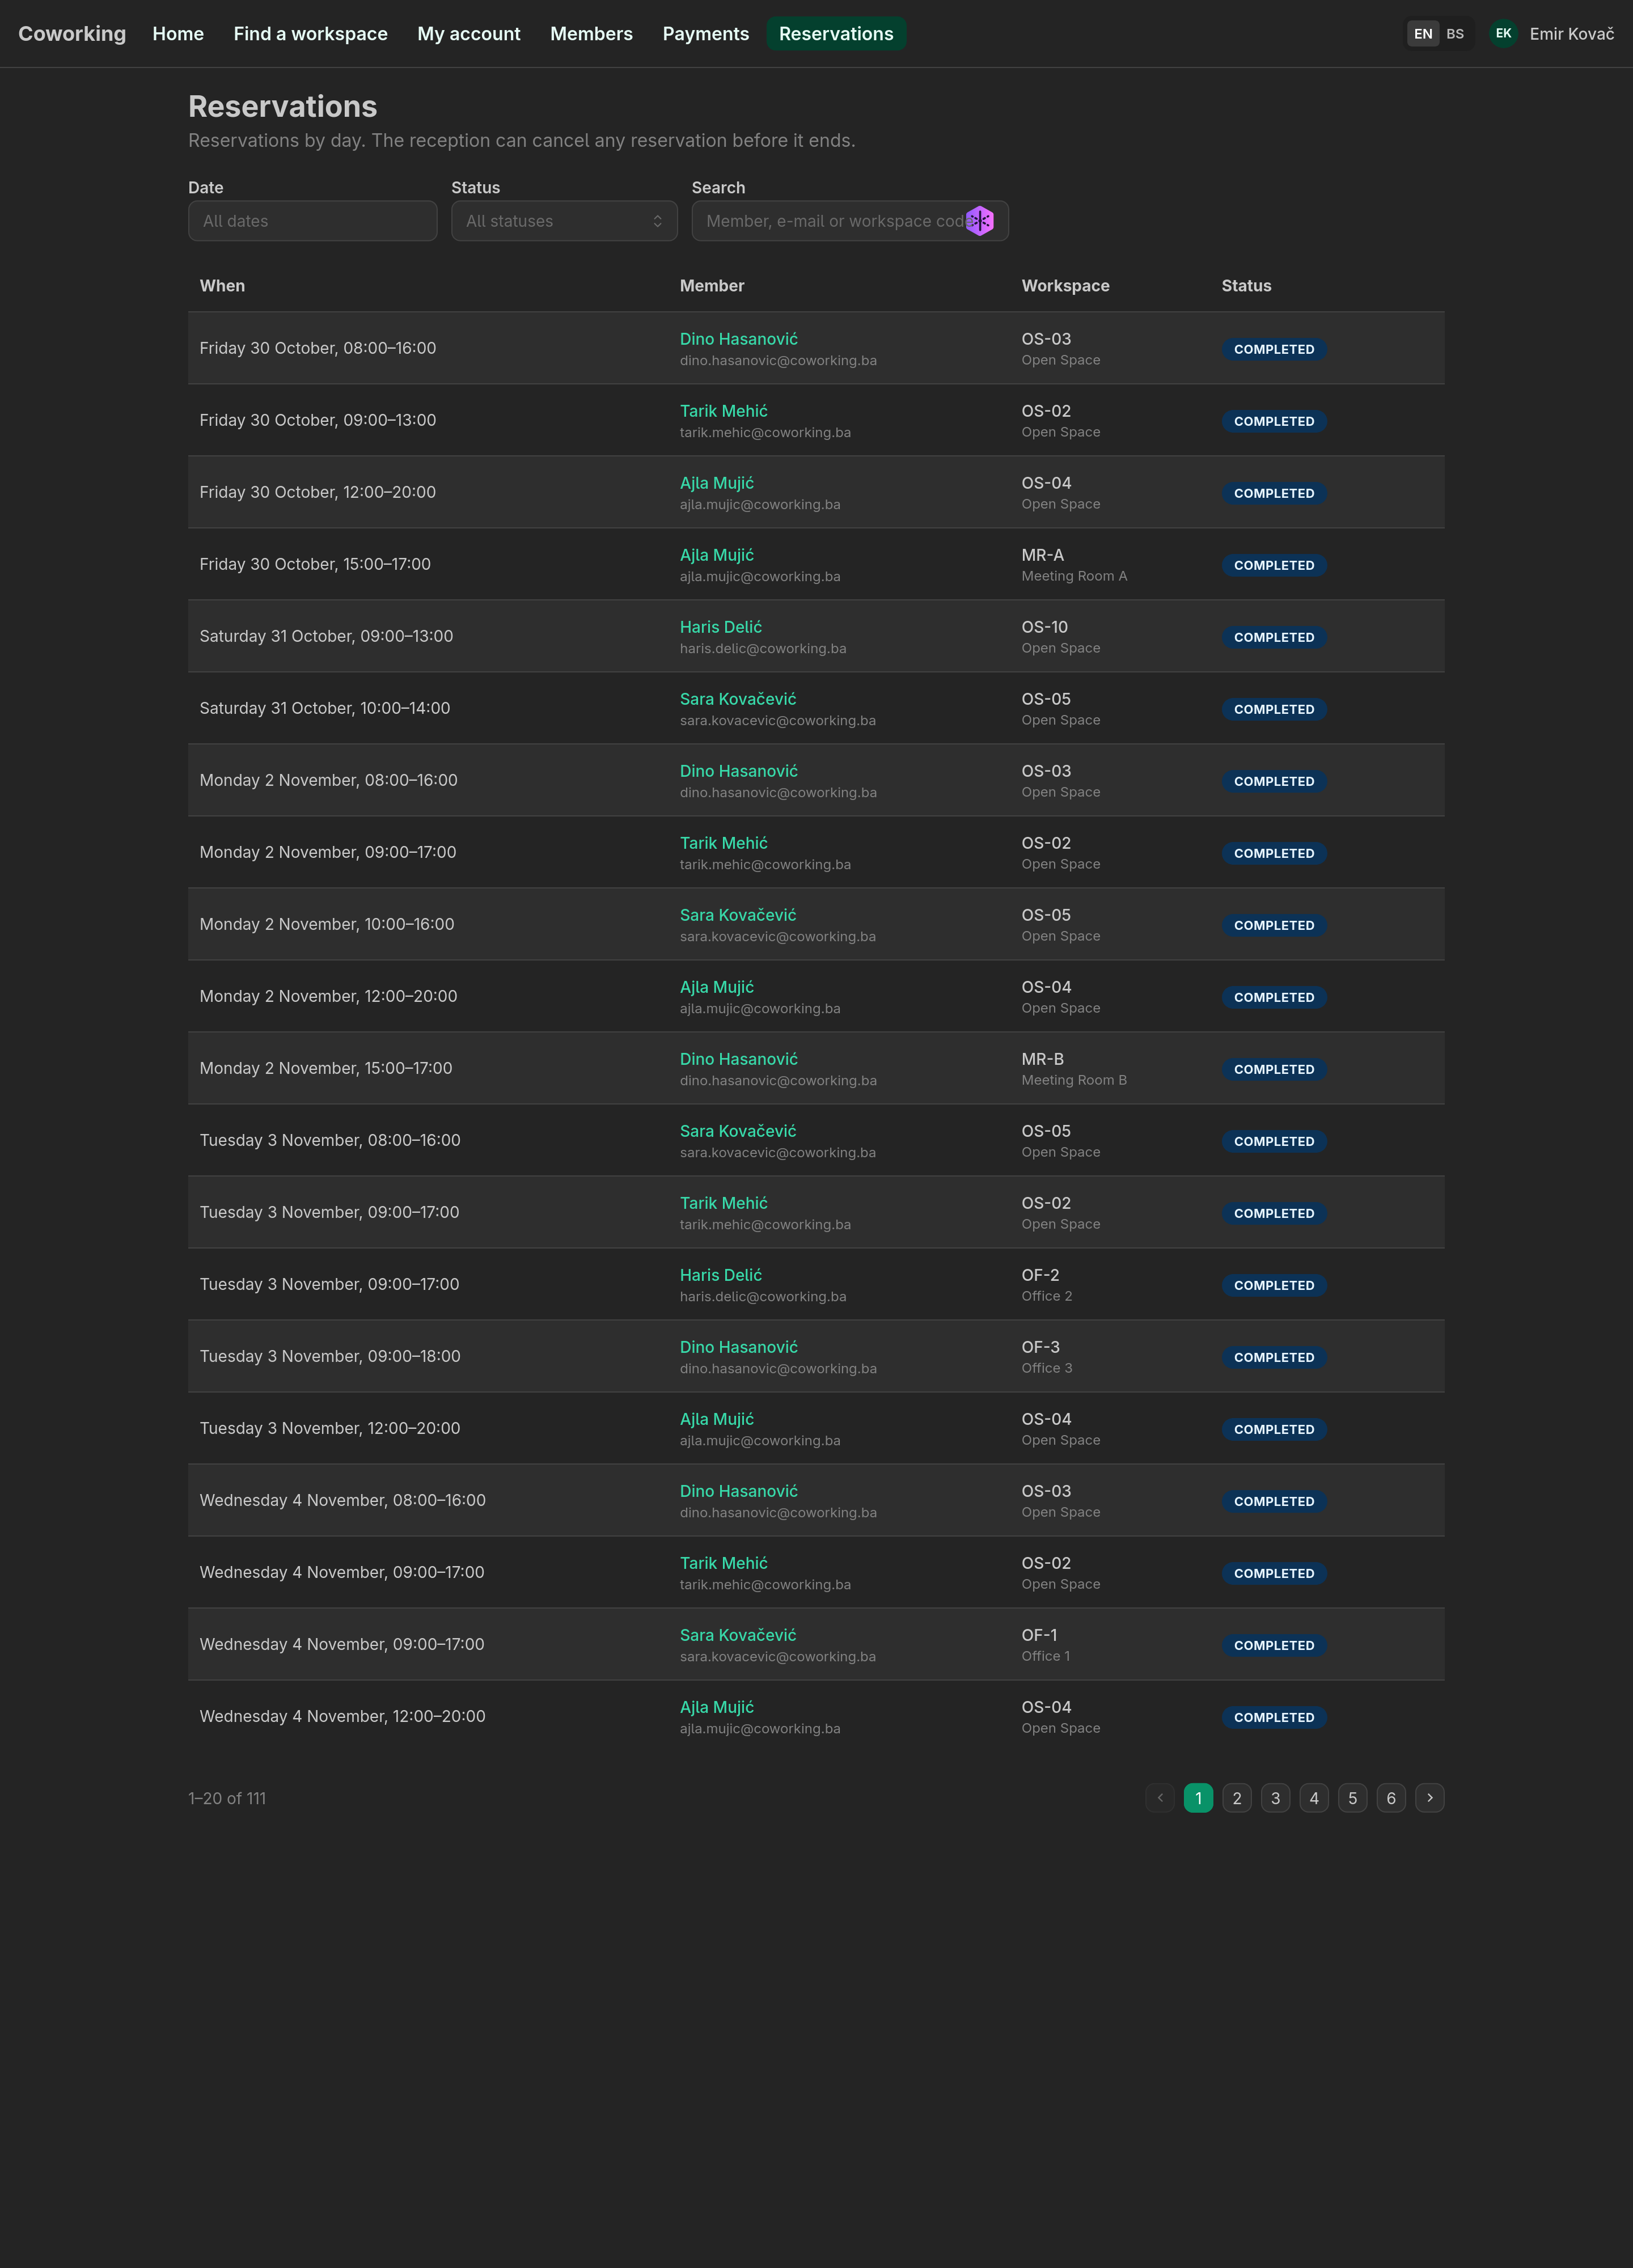 Coworking Home Find a workspace My account Members Payments Reservations EN BS EK Emir Kovač
Reservations
Reservations by day. The reception can cancel any reservation before it ends.
Date Status Search
All dates All statuses Member, e-mail or workspace code
When Member Workspace Status
Friday 30 October, 08:00–16:00 Dino Hasanović OS-03 COMPLETED
dino.hasanovic@coworking.ba Open Space
Friday 30 October, 09:00–13:00 Tarik Mehić OS-02 COMPLETED
tarik.mehic@coworking.ba Open Space
Friday 30 October, 12:00–20:00 Ajla Mujić OS-04 COMPLETED
ajla.mujic@coworking.ba Open Space
Friday 30 October, 15:00–17:00 Ajla Mujić MR-A COMPLETED
ajla.mujic@coworking.ba Meeting Room A
Saturday 31 October, 09:00–13:00 Haris Delić OS-10 COMPLETED
haris.delic@coworking.ba Open Space
Saturday 31 October, 10:00–14:00 Sara Kovačević OS-05 COMPLETED
sara.kovacevic@coworking.ba Open Space
Monday 2 November, 08:00–16:00 Dino Hasanović OS-03 COMPLETED
dino.hasanovic@coworking.ba Open Space
Monday 2 November, 09:00–17:00 Tarik Mehić OS-02 COMPLETED
tarik.mehic@coworking.ba Open Space
Monday 2 November, 10:00–16:00 Sara Kovačević OS-05 COMPLETED
sara.kovacevic@coworking.ba Open Space
Monday 2 November, 12:00–20:00 Ajla Mujić OS-04 COMPLETED
ajla.mujic@coworking.ba Open Space
Monday 2 November, 15:00–17:00 Dino Hasanović MR-B COMPLETED
dino.hasanovic@coworking.ba Meeting Room B
Tuesday 3 November, 08:00–16:00 Sara Kovačević OS-05 COMPLETED
sara.kovacevic@coworking.ba Open Space
Tuesday 3 November, 09:00–17:00 Tarik Mehić OS-02 COMPLETED
tarik.mehic@coworking.ba Open Space
Tuesday 3 November, 09:00–17:00 Haris Delić OF-2 COMPLETED
haris.delic@coworking.ba Office 2
Tuesday 3 November, 09:00–18:00 Dino Hasanović OF-3 COMPLETED
dino.hasanovic@coworking.ba Office 3
Tuesday 3 November, 12:00–20:00 Ajla Mujić OS-04 COMPLETED
ajla.mujic@coworking.ba Open Space
Wednesday 4 November, 08:00–16:00 Dino Hasanović OS-03 COMPLETED
dino.hasanovic@coworking.ba Open Space
Wednesday 4 November, 09:00–17:00 Tarik Mehić OS-02 COMPLETED
tarik.mehic@coworking.ba Open Space
Wednesday 4 November, 09:00–17:00 Sara Kovačević OF-1 COMPLETED
sara.kovacevic@coworking.ba Office 1
Wednesday 4 November, 12:00–20:00 Ajla Mujić OS-04 COMPLETED
ajla.mujic@coworking.ba Open Space
1–20 of 111 1 2 3 4 5 6